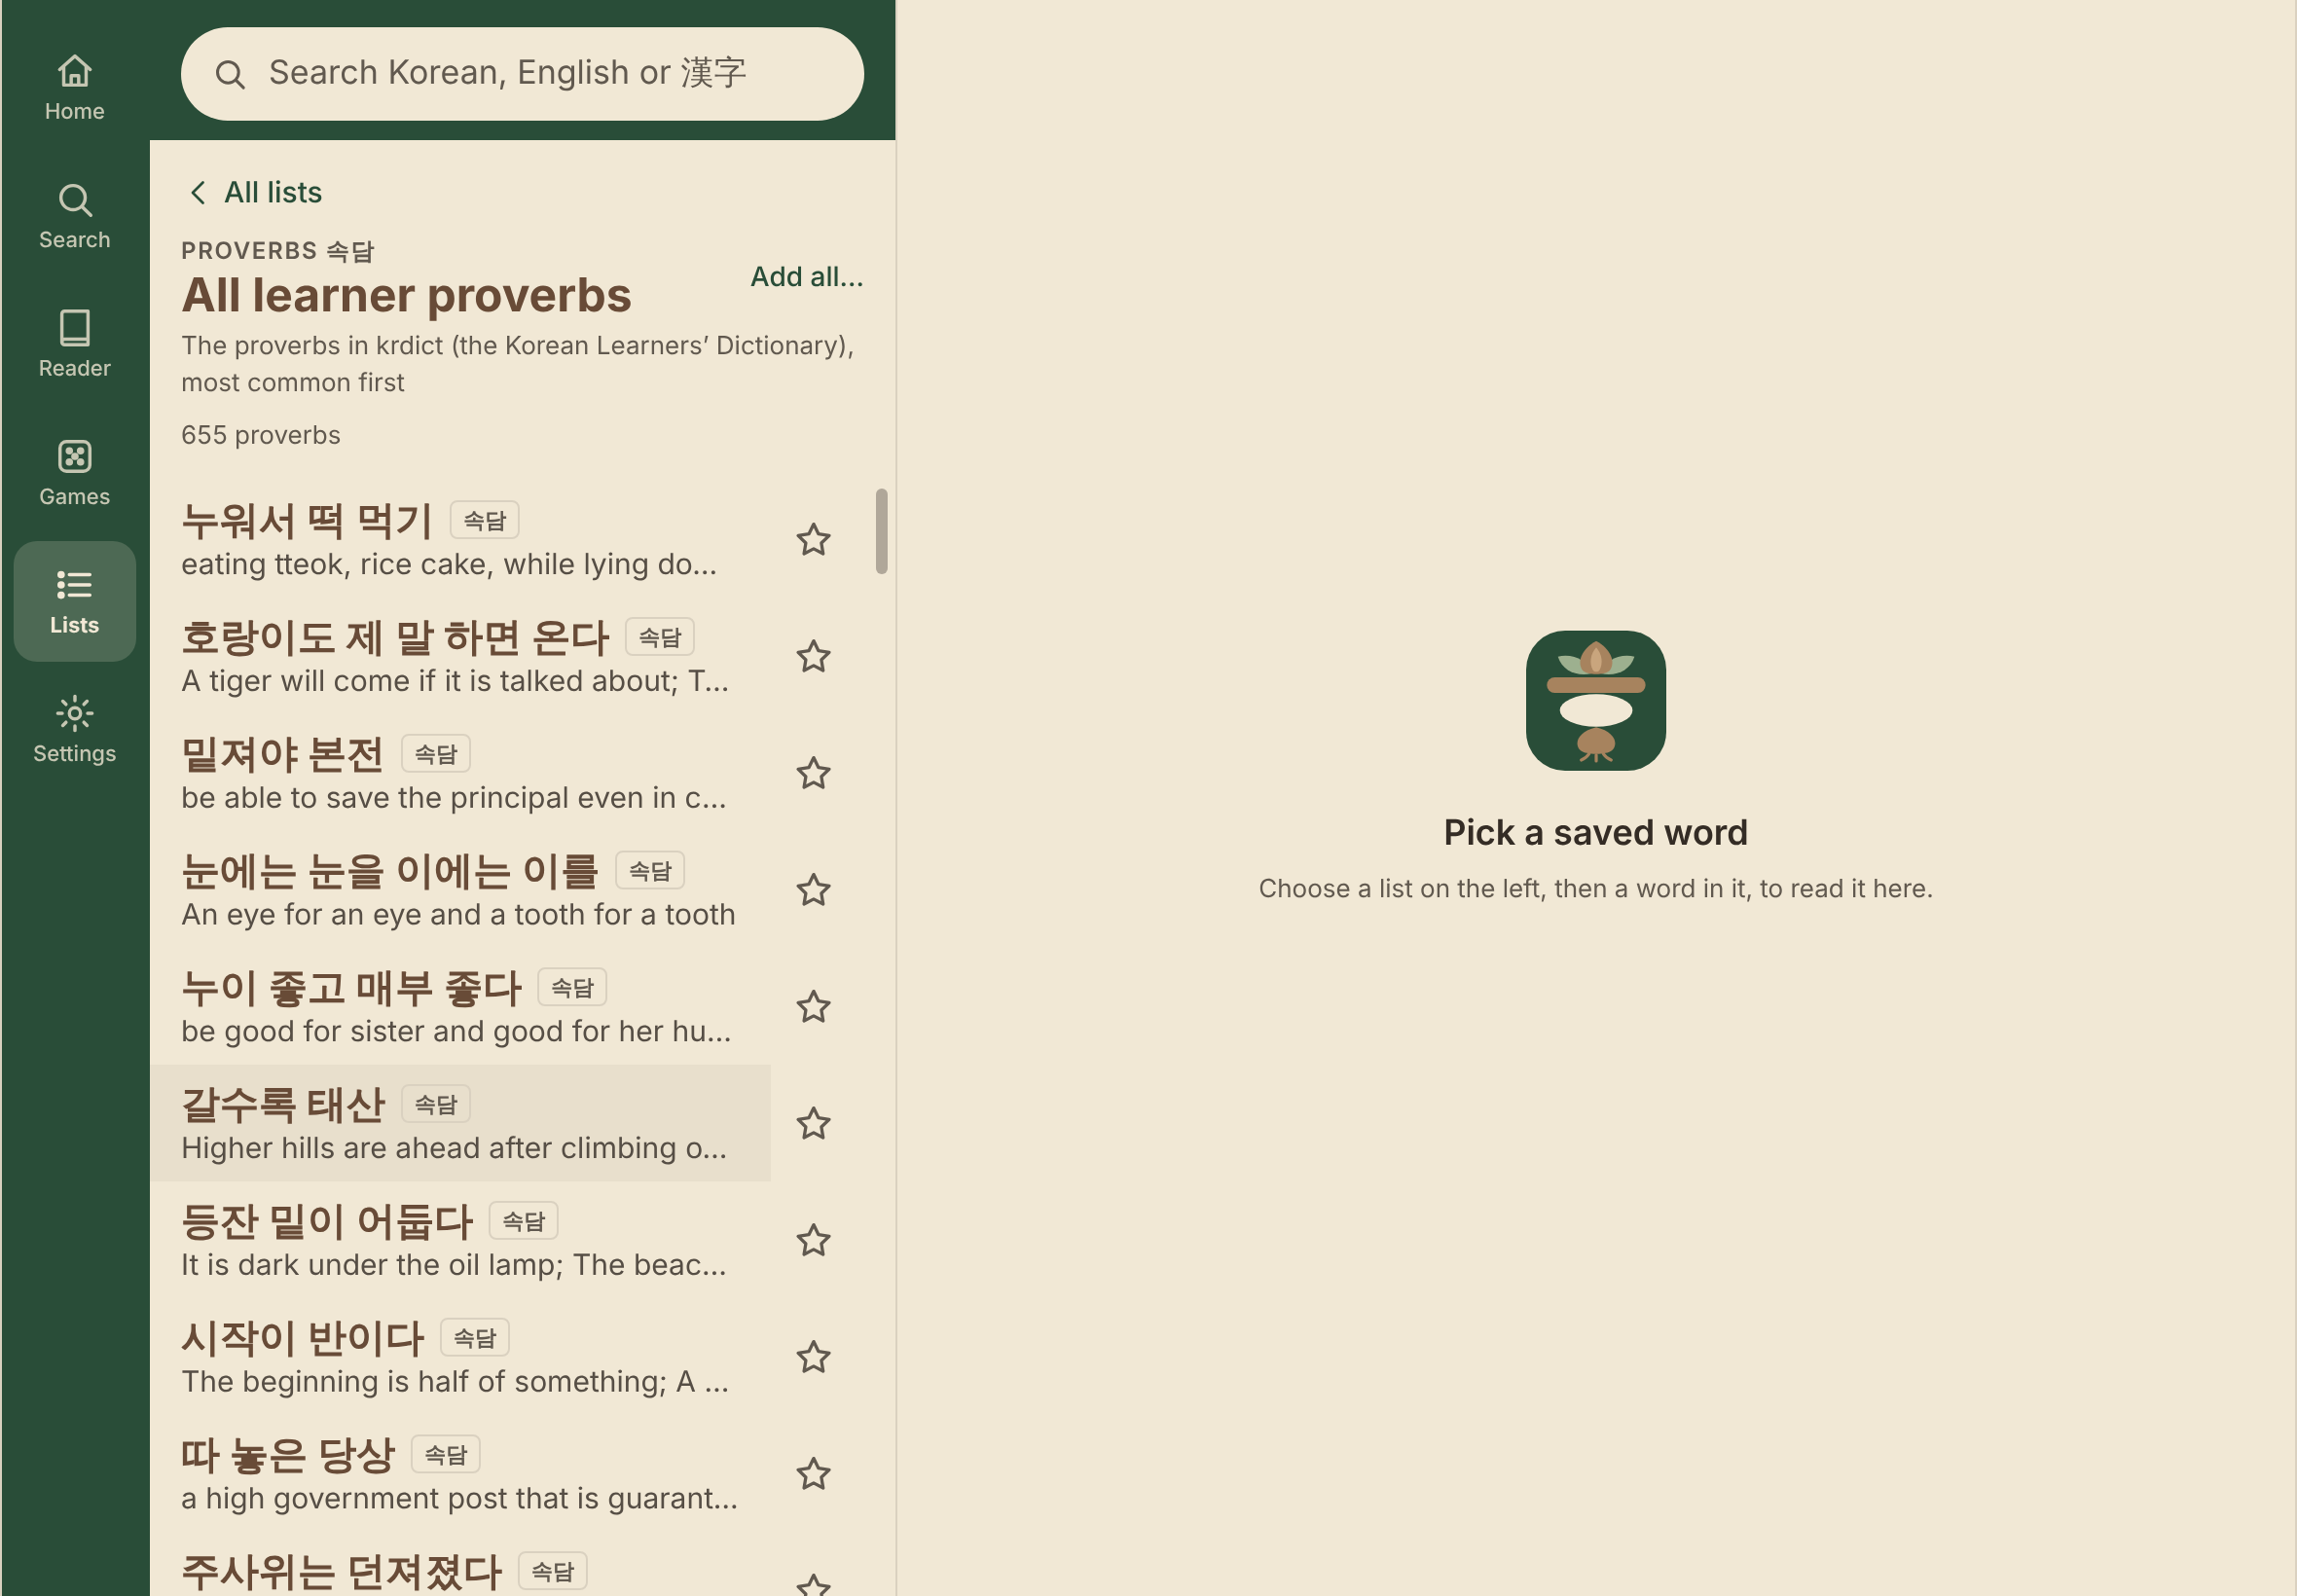 Home
Search
Reader
Games
Lists
Settings
Search Korean, English or 漢字
All lists
PROVERBS 속담
All learner proverbs
Add all...
The proverbs in krdict (the Korean Learners’ Dictionary),
most common first
655 proverbs
누워서 떡 먹기 속담
eating tteok, rice cake, while lying do...
호랑이도 제 말 하면 온다 속담
A tiger will come if it is talked about; T...
밑져야 본전 속담
be able to save the principal even in c...
눈에는 눈을 이에는 이를 속담
An eye for an eye and a tooth for a tooth
누이 좋고 매부 좋다 속담
be good for sister and good for her hu...
갈수록 태산 속담
Higher hills are ahead after climbing o...
등잔 밑이 어둡다 속담
It is dark under the oil lamp; The beac...
시작이 반이다 속담
The beginning is half of something; A ...
따 놓은 당상 속담
a high government post that is guarant...
주사위는 던져졌다 속담
Pick a saved word
Choose a list on the left, then a word in it, to read it here.